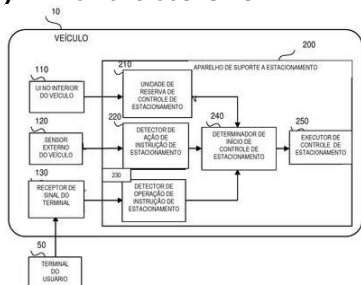 10
VEÍCULO
200
APARELHO DE SUPORTE A ESTACIONAMENTO
110
UI NO INTERIOR
DO VEÍCULO
210
UNIDADE DE
RESERVA DE
CONTROLE DE
ESTACIONAMENTO
120
SENSOR
EXTERNO
DO VEÍCULO
220
DETECTOR DE
AÇÃO DE
INSTRUÇÃO DE
ESTACIONAMENTO
240
DETERMINADOR DE
INÍCIO DE
CONTROLE DE
ESTACIONAMENTO
250
EXECUTOR DE
CONTROLE DE
ESTACIONAMENTO
130
RECEPTOR DE
SINAL DO
TERMINAL
230
DETECTOR DE
OPERAÇÃO DE
INSTRUÇÃO DE
ESTACIONAMENTO
50
TERMINAL
DO
USUÁRIO